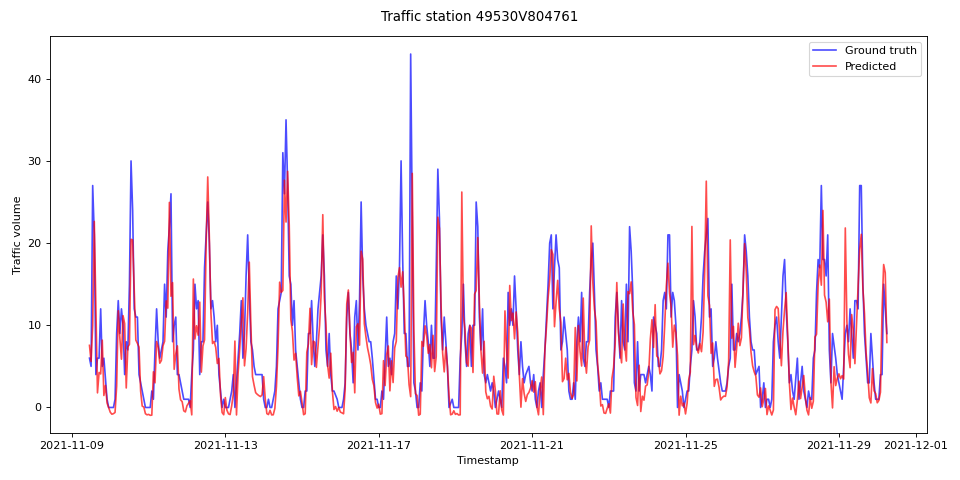 Traffic station 49530V804761
Ground truth
Predicted
Traffic volume
40
30
20
10
0
2021-11-09 2021-11-13 2021-11-17 2021-11-21 2021-11-25 2021-11-29 2021-12-01
Timestamp